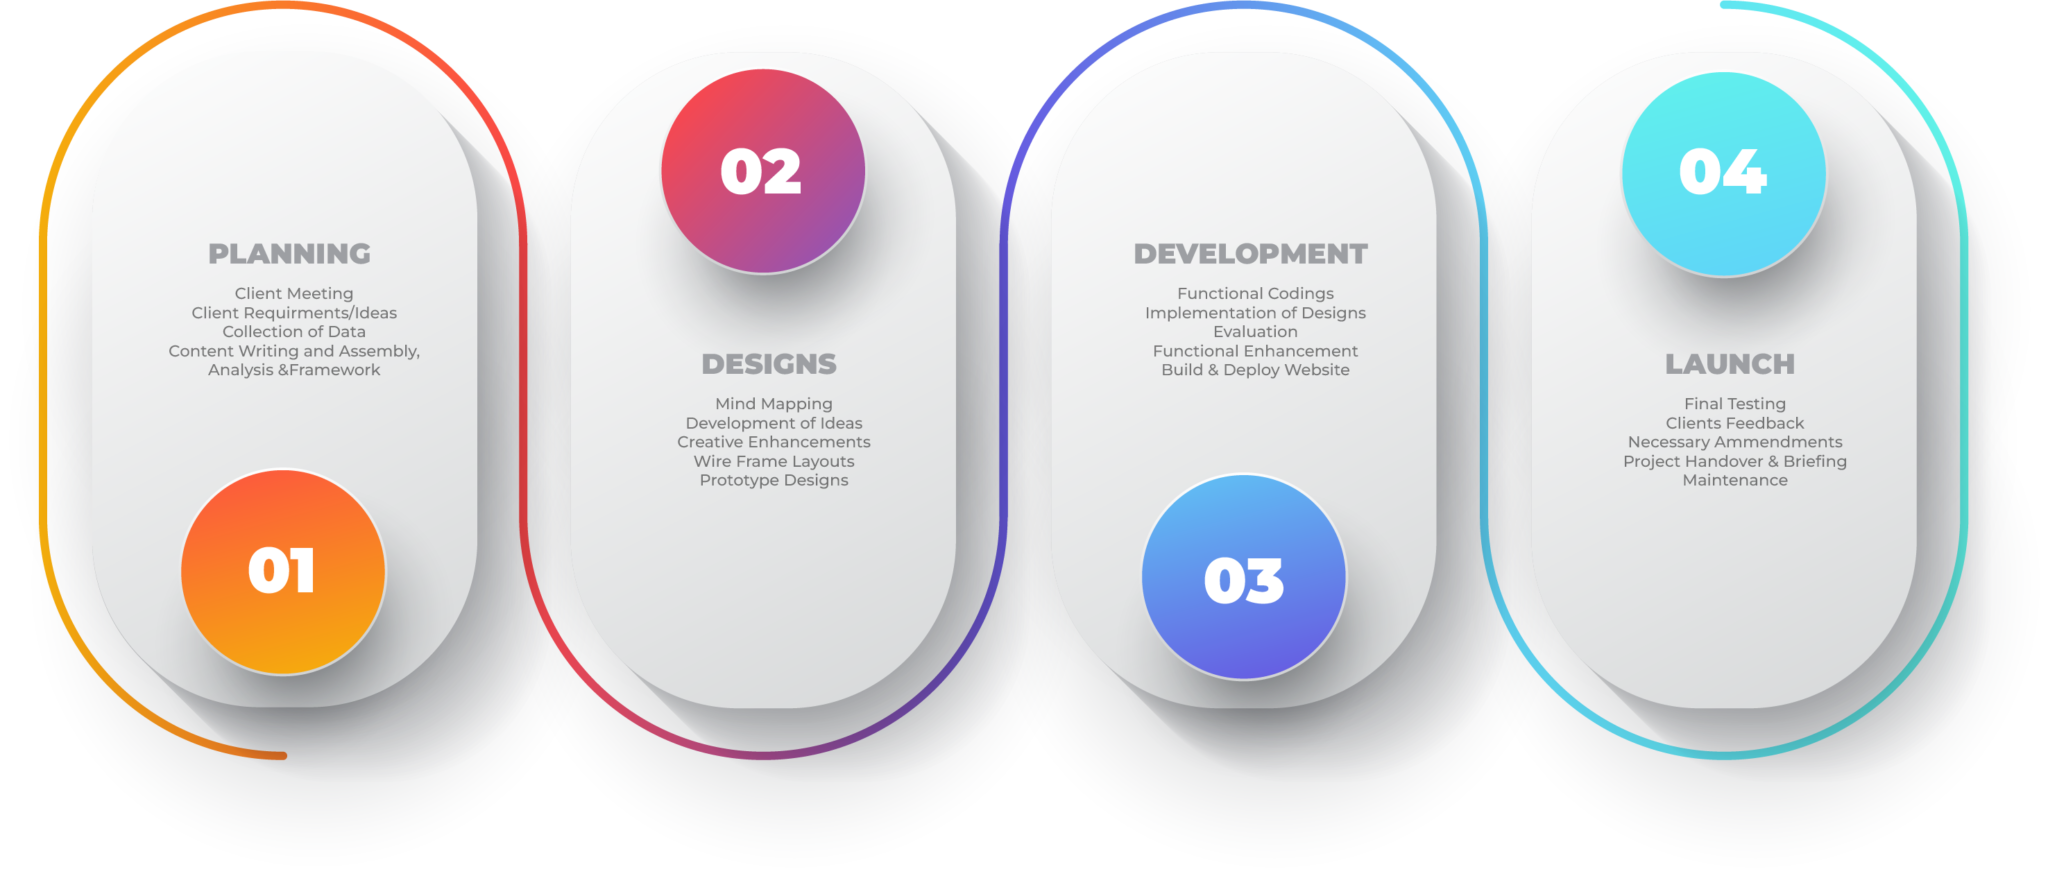 PLANNING
Client Meeting
Client Requirments/Ideas
Collection of Data
Content Writing and Assembly,
Analysis &Framework
01
02
DESIGNS
Mind Mapping
Development of Ideas
Creative Enhancements
Wire Frame Layouts
Prototype Designs
DEVELOPMENT
Functional Codings
Implementation of Designs
Evaluation
Functional Enhancement
Build & Deploy Website
03
04
LAUNCH
Final Testing
Clients Feedback
Necessary Ammendments
Project Handover & Briefing
Maintenance